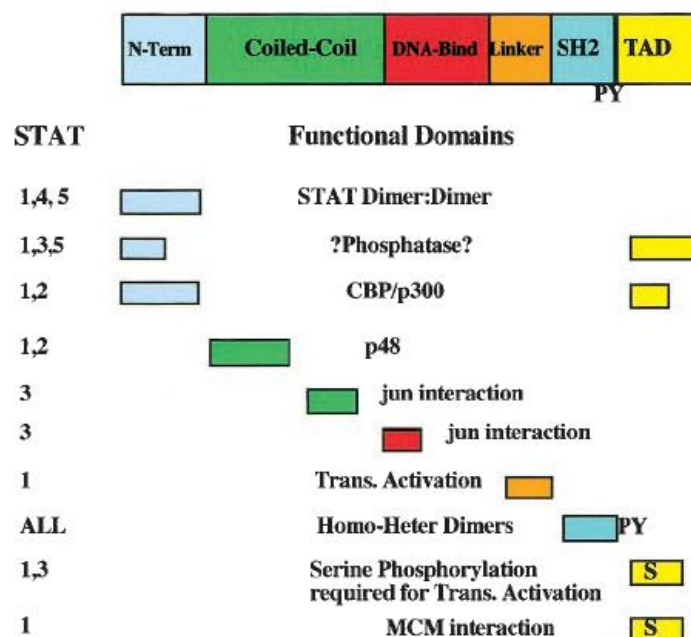 N-Term Coiled-Coil DNA-Bind Linker SH2 TAD
PY
STAT Functional Domains
1,4, 5 STAT Dimer:Dimer
1,3,5 ?Phosphatase?
1,2 CBP/p300
1,2 p48
3 jun interaction
3 jun interaction
1 Trans. Activation
ALL Homo-Heter Dimers PY
1,3 Serine Phosphorylation S
required for Trans. Activation
1 MCM interaction S